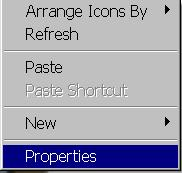 Arrange Icons By
Refresh
Paste
Paste Shortcut
New
Properties